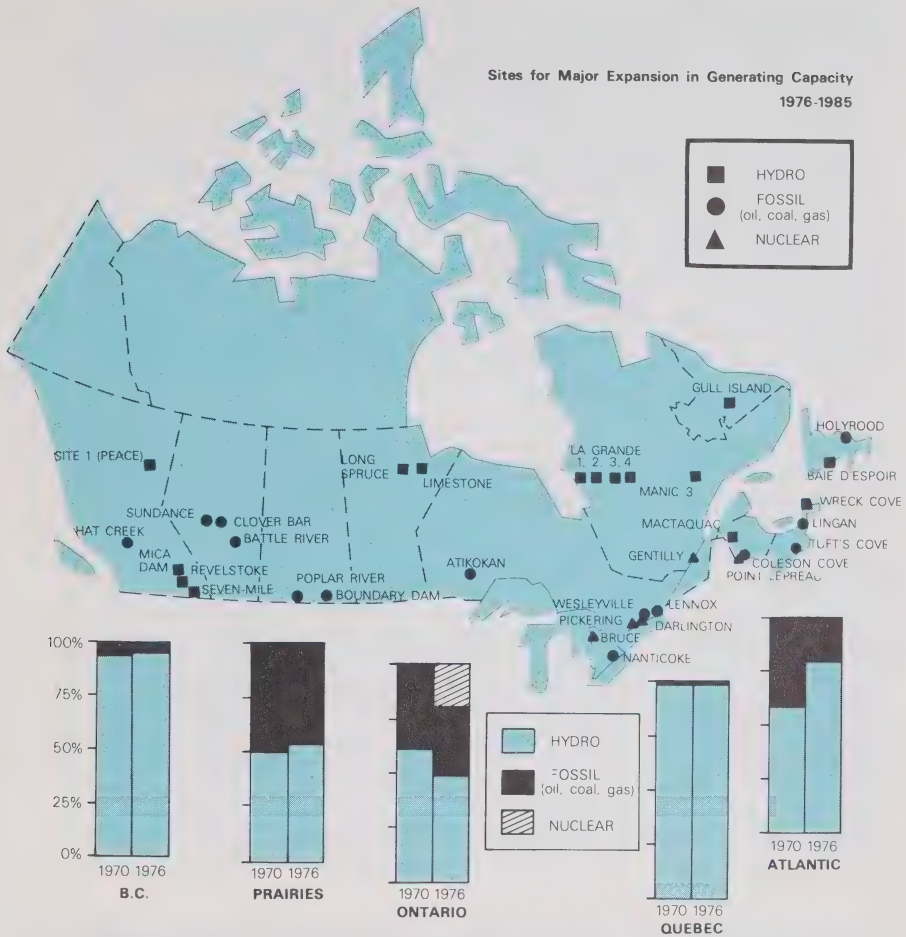 Sites for Major Expansion in Generating Capacity
1976-1985
HYDRO
FOSSIL
(oil, coal, gas)
NUCLEAR
GULL ISLAND
HOLYROOD
SITE 1 (PEACE)
LONG
SPRUCE
LIMESTONE
LA GRANDE
1, 2, 3, 4
MANIC 3
BAIE D'ESPOIR
WRECK COVE
SUNDANCE
CLOVER BAR
MACTAQUAC
LINGAN
HAT CREEK
BATTLE RIVER
TUFT'S COVE
MICA
DAM
REVELSTOKE
ATIKOKAN
GENTILLY
COLESON COVE
POINT LEPREAU
SEVEN-MILE
POPLAR RIVER
BOUNDARY DAM
WESLEYVILLE
LENNOX
PICKERING
DARLINGTON
BRUCE
NANTICOKE
100%
75%
50%
25%
0%
1970 1976
B.C.
1970 1976
PRAIRIES
1970 1976
ONTARIO
HYDRO
FOSSIL
(oil, coal, gas)
NUCLEAR
1970 1976
QUEBEC
1970 1976
ATLANTIC